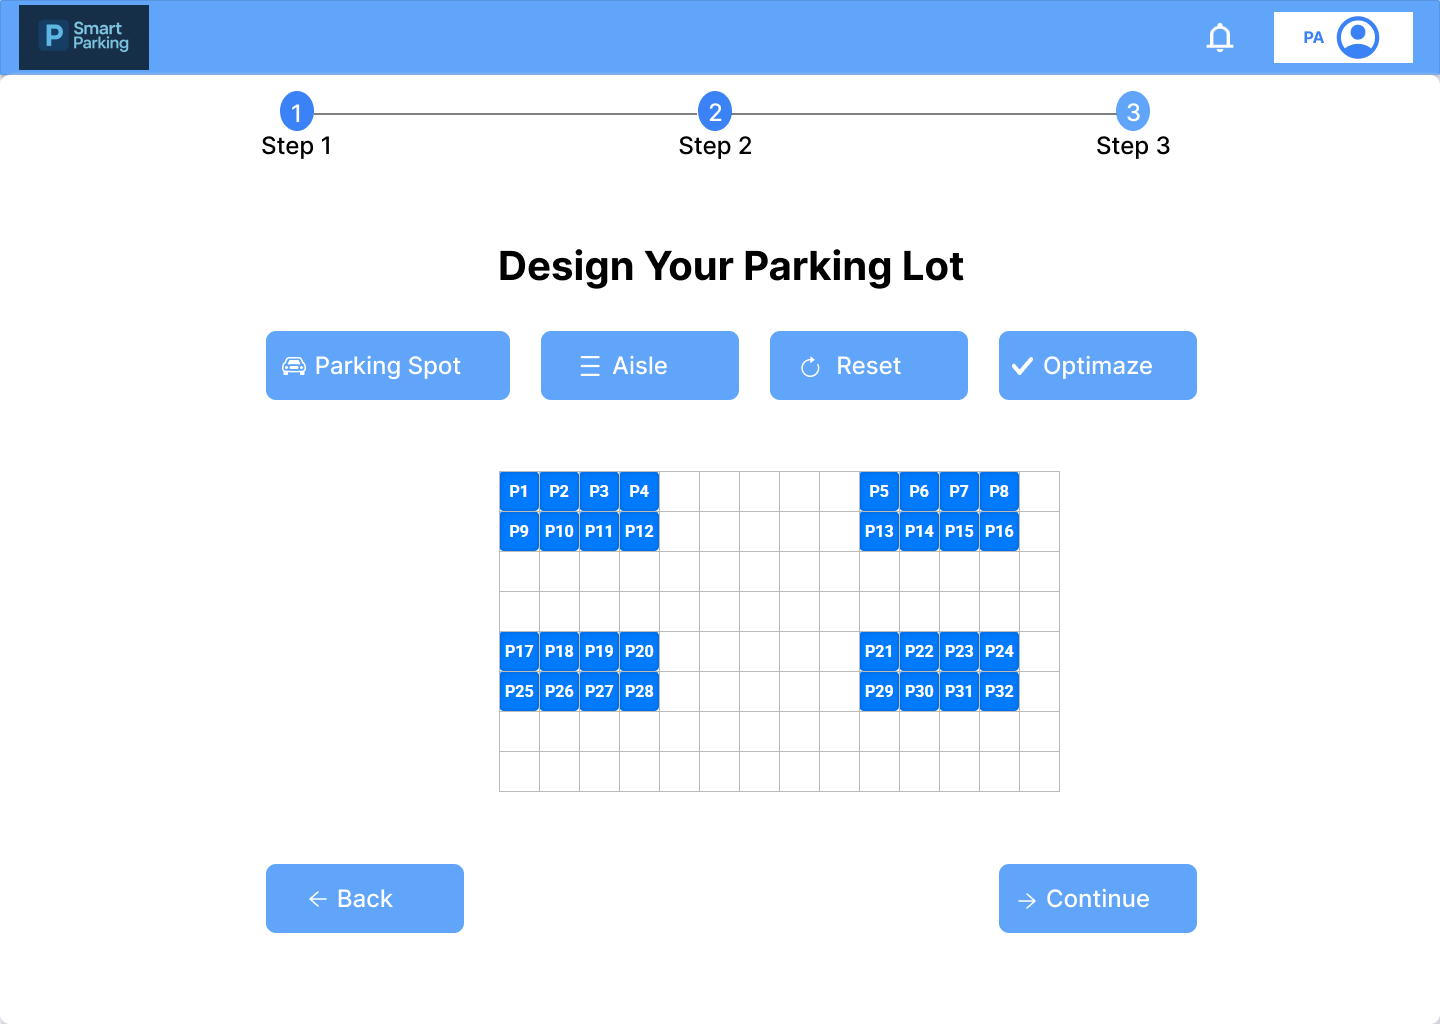 P Smart
Parking
PA
1 2 3
Step 1 Step 2 Step 3
Design Your Parking Lot
Parking Spot Aisle Reset Optimaze
P1 P2 P3 P4 P5 P6 P7 P8
P9 P10 P11 P12 P13 P14 P15 P16
P17 P18 P19 P20 P21 P22 P23 P24
P25 P26 P27 P28 P29 P30 P31 P32
Back Continue